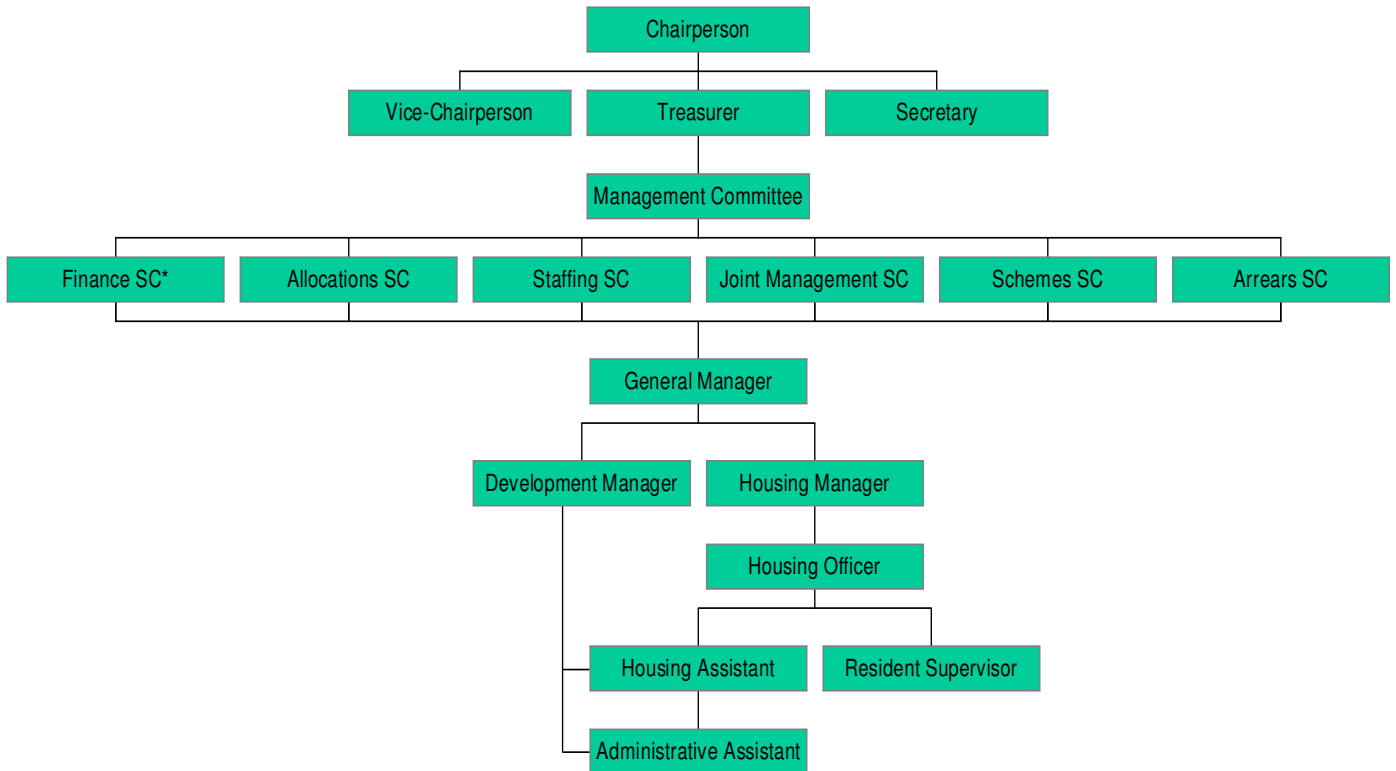 Chairperson
Vice-Chairperson
Treasurer
Secretary
Management Committee
Finance SC*
Allocations SC
Staffing SC
Joint Management SC
Schemes SC
Arrears SC
General Manager
Development Manager
Housing Manager
Housing Officer
Housing Assistant
Resident Supervisor
Administrative Assistant